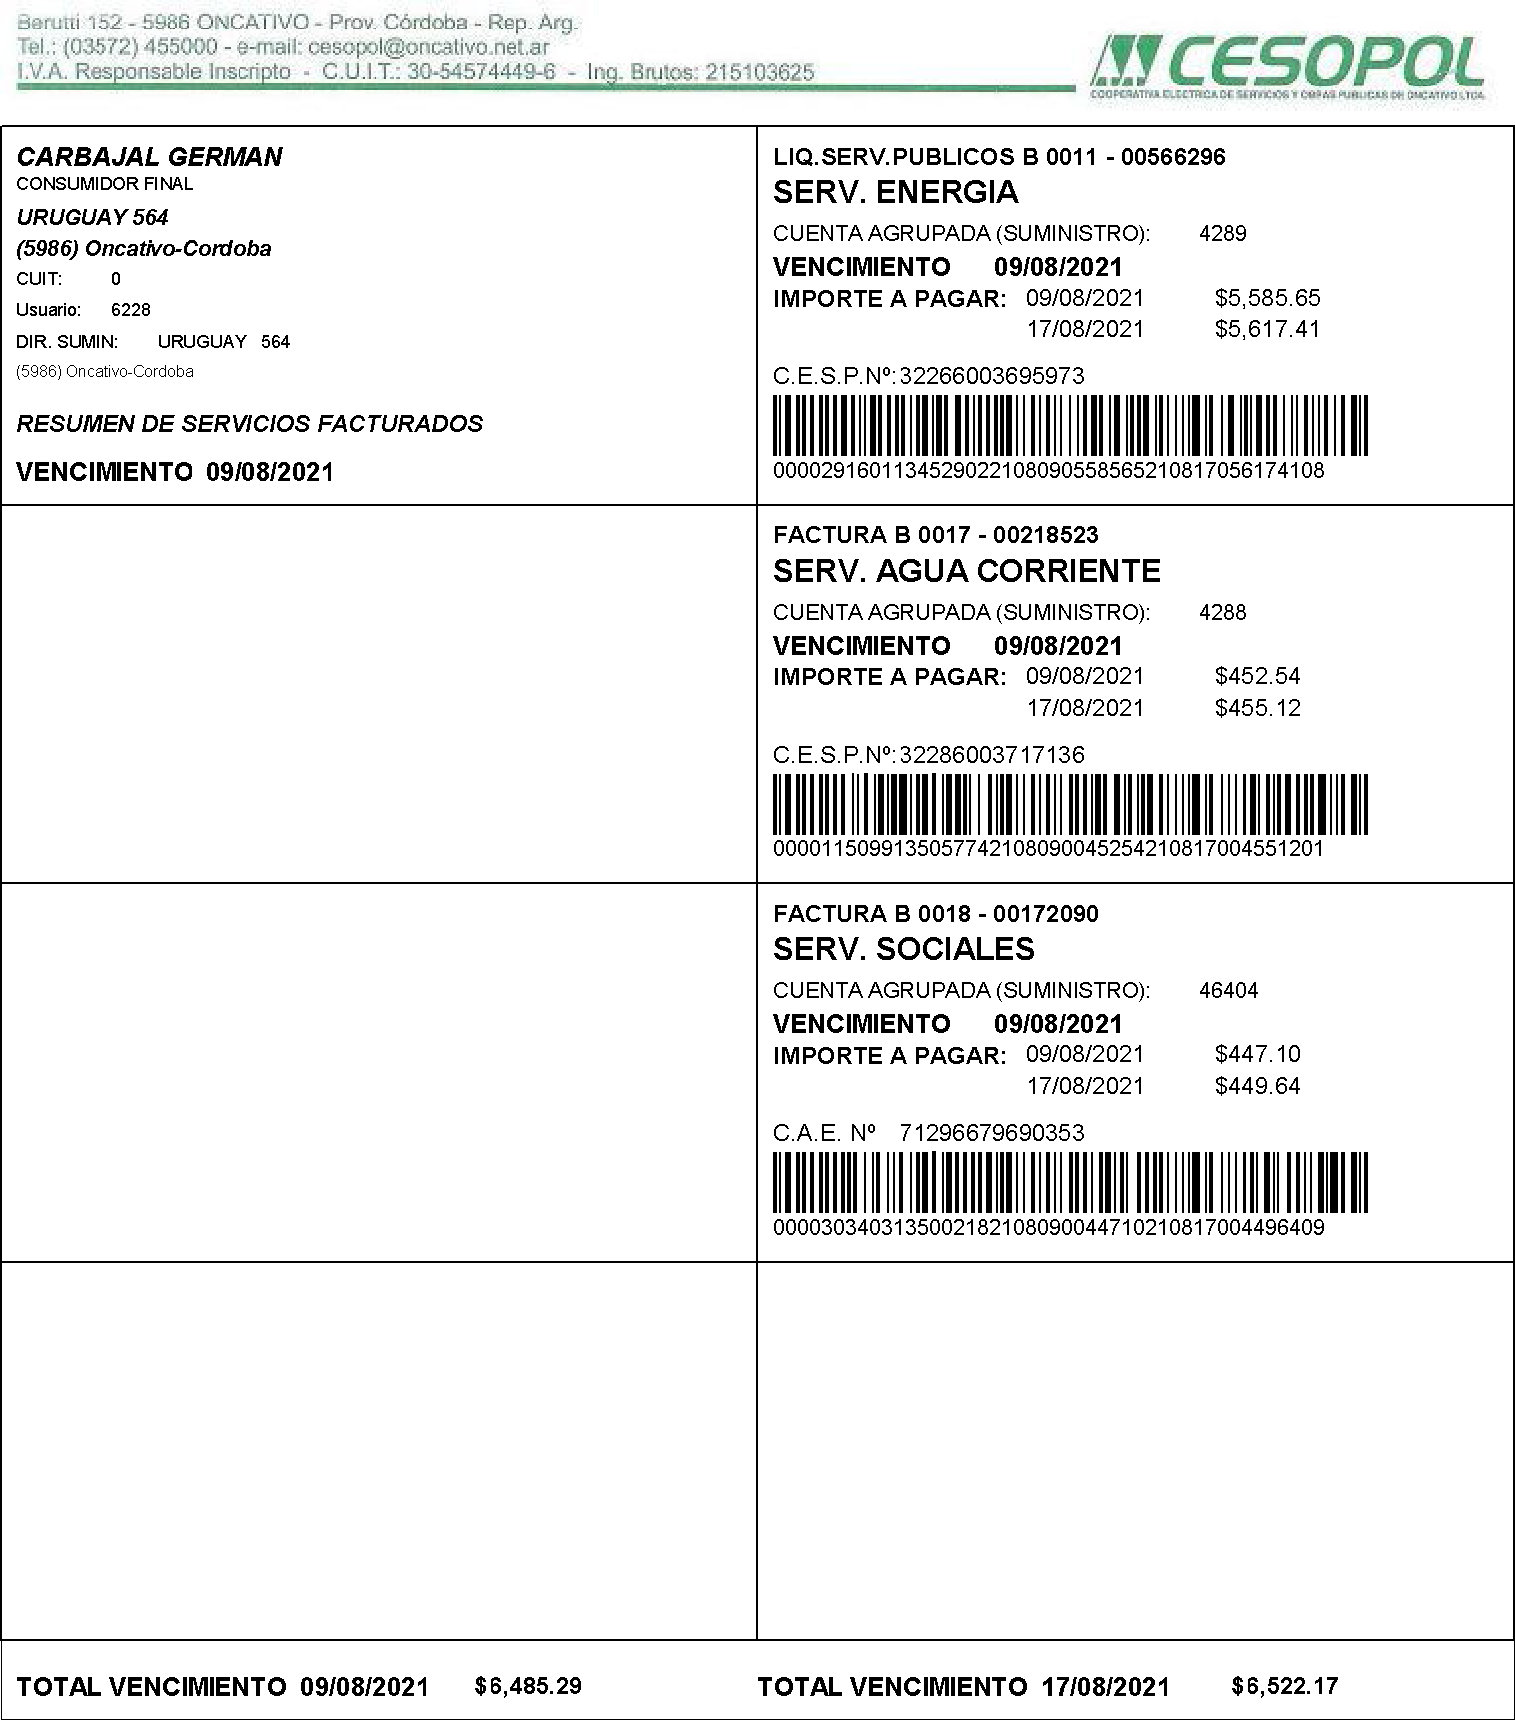 Berutti 152 - 5986 ONCATIVO - Prov. Córdoba - Rep. Arg.
Tel.: (03572) 455000 - e-mail: cesopol@oncativo.net.ar
I.V.A. Responsable Inscripto - C.U.I.T.: 30-54574449-6 - Ing. Brutos: 215103625
CESOPOL
COOPERATIVA ELECTRICA DE SERVICIOS Y OBRAS PUBLICAS DE ONCATIVO LTDA.
CARBAJAL GERMAN
CONSUMIDOR FINAL
URUGUAY 564
(5986) Oncativo-Cordoba
CUIT: 0
Usuario: 6228
DIR. SUMIN: URUGUAY 564
(5986) Oncativo-Cordoba
RESUMEN DE SERVICIOS FACTURADOS
VENCIMIENTO 09/08/2021
LIQ.SERV.PUBLICOS B 0011 - 00566296
SERV. ENERGIA
CUENTA AGRUPADA (SUMINISTRO): 4289
VENCIMIENTO 09/08/2021
IMPORTE A PAGAR: 09/08/2021 $5,585.65
17/08/2021 $5,617.41
C.E.S.P.Nº: 32266003695973
00002916011345290221080905585652108170561​74108
FACTURA B 0017 - 00218523
SERV. AGUA CORRIENTE
CUENTA AGRUPADA (SUMINISTRO): 4288
VENCIMIENTO 09/08/2021
IMPORTE A PAGAR: 09/08/2021 $452.54
17/08/2021 $455.12
C.E.S.P.Nº: 32286003717136
0000115099135057742108090045254210817004551201
FACTURA B 0018 - 00172090
SERV. SOCIALES
CUENTA AGRUPADA (SUMINISTRO): 46404
VENCIMIENTO 09/08/2021
IMPORTE A PAGAR: 09/08/2021 $447.10
17/08/2021 $449.64
C.A.E. Nº 71296679690353
0000303403135002182108090044710210817004496409
TOTAL VENCIMIENTO 09/08/2021 $6,485.29
TOTAL VENCIMIENTO 17/08/2021 $6,522.17